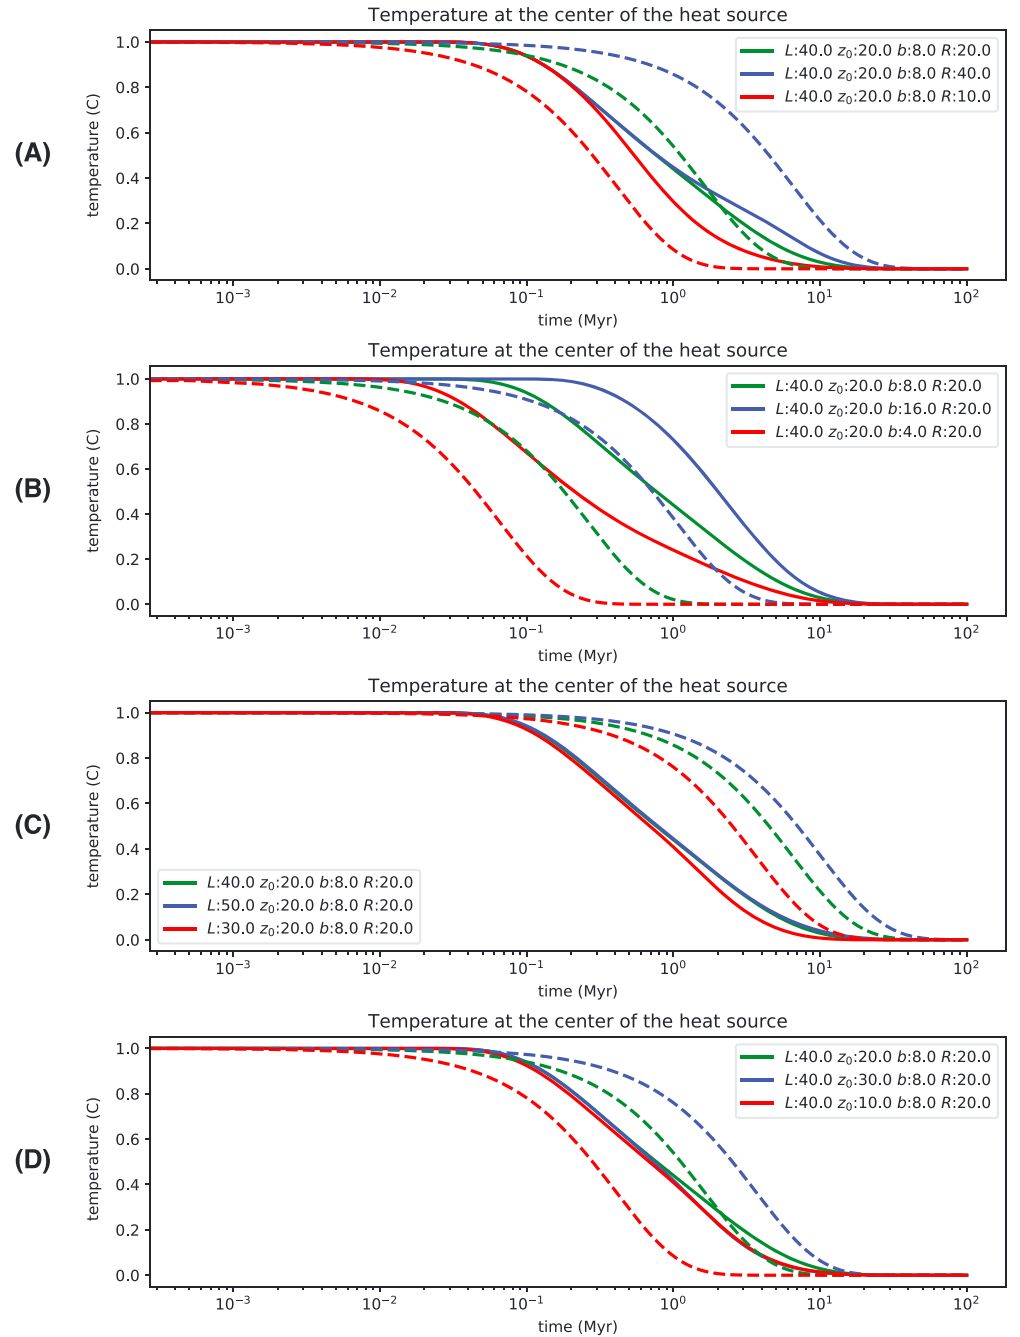 Temperature at the center of the heat source
(A)
temperature (C)
1.0
0.8
0.6
0.4
0.2
0.0
L:40.0 z₀:20.0 b:8.0 R:20.0
L:40.0 z₀:20.0 b:8.0 R:40.0
L:40.0 z₀:20.0 b:8.0 R:10.0
10⁻³ 10⁻² 10⁻¹ 10⁰ 10¹ 10²
time (Myr)
Temperature at the center of the heat source
(B)
temperature (C)
1.0
0.8
0.6
0.4
0.2
0.0
L:40.0 z₀:20.0 b:8.0 R:20.0
L:40.0 z₀:20.0 b:16.0 R:20.0
L:40.0 z₀:20.0 b:4.0 R:20.0
10⁻³ 10⁻² 10⁻¹ 10⁰ 10¹ 10²
time (Myr)
Temperature at the center of the heat source
(C)
temperature (C)
1.0
0.8
0.6
0.4
0.2
0.0
L:40.0 z₀:20.0 b:8.0 R:20.0
L:50.0 z₀:20.0 b:8.0 R:20.0
L:30.0 z₀:20.0 b:8.0 R:20.0
10⁻³ 10⁻² 10⁻¹ 10⁰ 10¹ 10²
time (Myr)
Temperature at the center of the heat source
(D)
temperature (C)
1.0
0.8
0.6
0.4
0.2
0.0
L:40.0 z₀:20.0 b:8.0 R:20.0
L:40.0 z₀:30.0 b:8.0 R:20.0
L:40.0 z₀:10.0 b:8.0 R:20.0
10⁻³ 10⁻² 10⁻¹ 10⁰ 10¹ 10²
time (Myr)